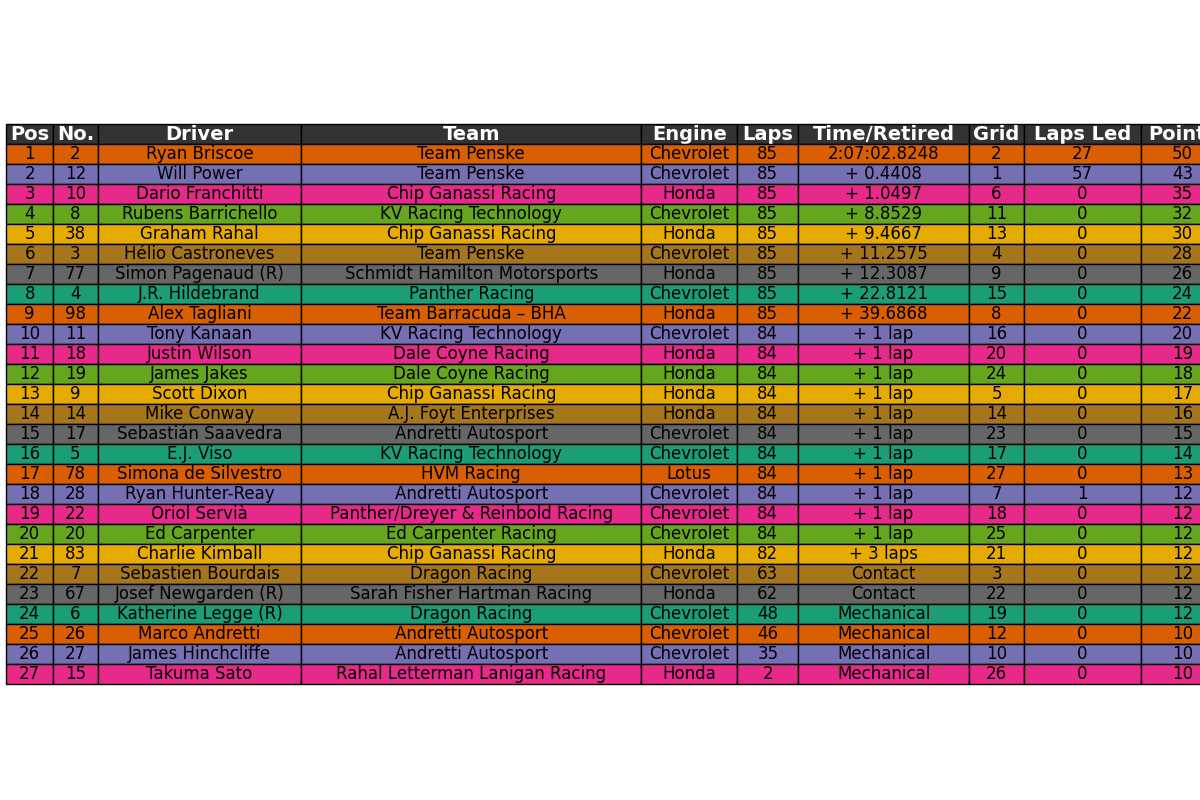 Pos No. Driver Team Engine Laps Time/Retired Grid Laps Led Point
1 2 Ryan Briscoe Team Penske Chevrolet 85 2:07:02.8248 2 27 50
2 12 Will Power Team Penske Chevrolet 85 + 0.4408 1 57 43
3 10 Dario Franchitti Chip Ganassi Racing Honda 85 + 1.0497 6 0 35
4 8 Rubens Barrichello KV Racing Technology Chevrolet 85 + 8.8529 11 0 32
5 38 Graham Rahal Chip Ganassi Racing Honda 85 + 9.4667 13 0 30
6 3 Hélio Castroneves Team Penske Chevrolet 85 + 11.2575 4 0 28
7 77 Simon Pagenaud (R) Schmidt Hamilton Motorsports Honda 85 + 12.3087 9 0 26
8 4 J.R. Hildebrand Panther Racing Chevrolet 85 + 22.8121 15 0 24
9 98 Alex Tagliani Team Barracuda – BHA Honda 85 + 39.6868 8 0 22
10 11 Tony Kanaan KV Racing Technology Chevrolet 84 + 1 lap 16 0 20
11 18 Justin Wilson Dale Coyne Racing Honda 84 + 1 lap 20 0 19
12 19 James Jakes Dale Coyne Racing Honda 84 + 1 lap 24 0 18
13 9 Scott Dixon Chip Ganassi Racing Honda 84 + 1 lap 5 0 17
14 14 Mike Conway A.J. Foyt Enterprises Honda 84 + 1 lap 14 0 16
15 17 Sebastián Saavedra Andretti Autosport Chevrolet 84 + 1 lap 23 0 15
16 5 E.J. Viso KV Racing Technology Chevrolet 84 + 1 lap 17 0 14
17 78 Simona de Silvestro HVM Racing Lotus 84 + 1 lap 27 0 13
18 28 Ryan Hunter-Reay Andretti Autosport Chevrolet 84 + 1 lap 7 1 12
19 22 Oriol Servià Panther/Dreyer & Reinbold Racing Chevrolet 84 + 1 lap 18 0 12
20 20 Ed Carpenter Ed Carpenter Racing Chevrolet 84 + 1 lap 25 0 12
21 83 Charlie Kimball Chip Ganassi Racing Honda 82 + 3 laps 21 0 12
22 7 Sebastien Bourdais Dragon Racing Chevrolet 63 Contact 3 0 12
23 67 Josef Newgarden (R) Sarah Fisher Hartman Racing Honda 62 Contact 22 0 12
24 6 Katherine Legge (R) Dragon Racing Chevrolet 48 Mechanical 19 0 12
25 26 Marco Andretti Andretti Autosport Chevrolet 46 Mechanical 12 0 10
26 27 James Hinchcliffe Andretti Autosport Chevrolet 35 Mechanical 10 0 10
27 15 Takuma Sato Rahal Letterman Lanigan Racing Honda 2 Mechanical 26 0 10